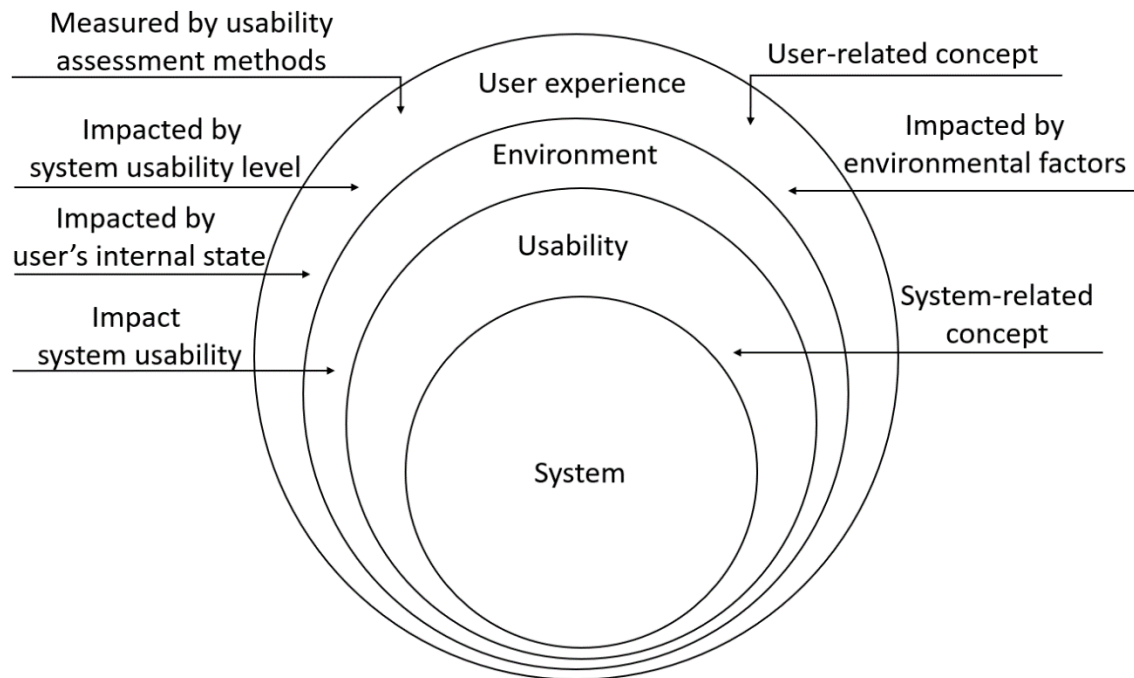 Measured by usability
assessment methods
User-related concept
User experience
Impacted by
system usability level
Impacted by
environmental factors
Environment
Impacted by
user’s internal state
Usability
Impact
system usability
System-related
concept
System